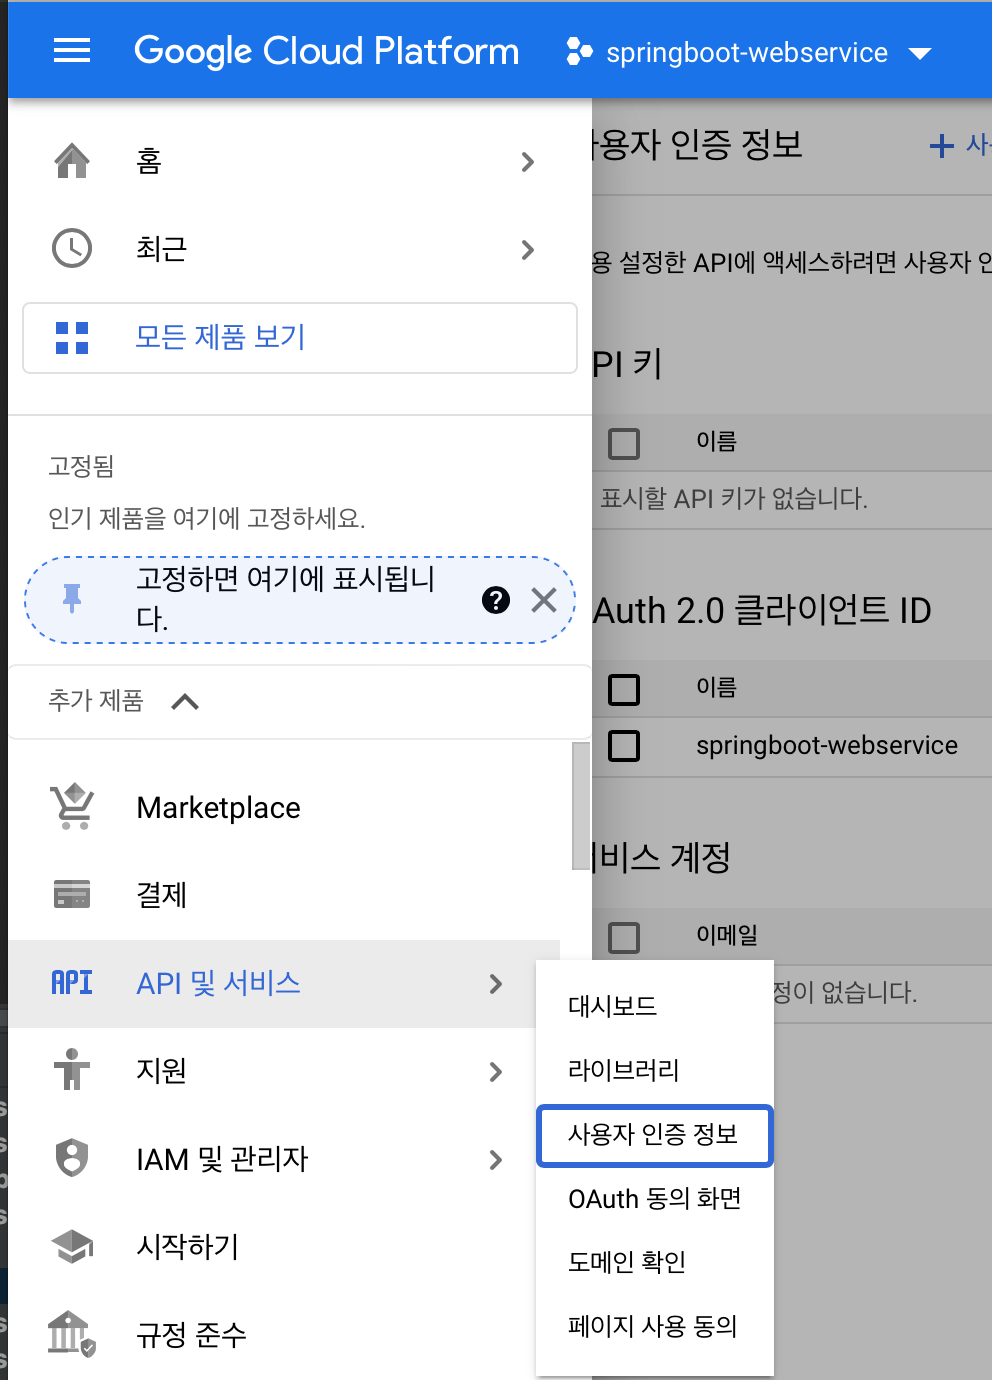 Google Cloud Platform
springboot-webservice
홈
최근
모든 제품 보기
고정됨
인기 제품을 여기에 고정하세요.
고정하면 여기에 표시됩니
다.
추가 제품
Marketplace
결제
API 및 서비스
지원
IAM 및 관리자
시작하기
규정 준수
대시보드
라이브러리
사용자 인증 정보
OAuth 동의 화면
도메인 확인
페이지 사용 동의
사용자 인증 정보
+ 사용
용 설정한 API에 액세스하려면 사용자 인
PI 키
이름
표시할 API 키가 없습니다.
Auth 2.0 클라이언트 ID
이름
springboot-webservice
서비스 계정
이메일
정이 없습니다.